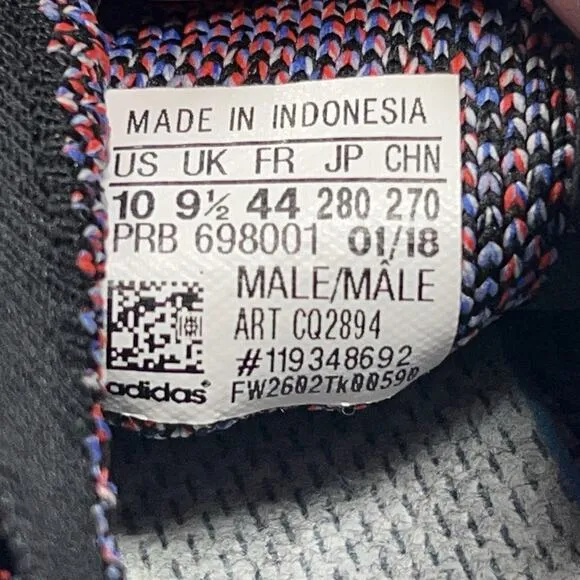 MADE IN INDONESIA
US UK FR JP CHN
10 9½ 44 280 270
PRB 698001 01/18
MALE/MÂLE
ART CQ2894
#119348692
adidas® FW2602Tk00590